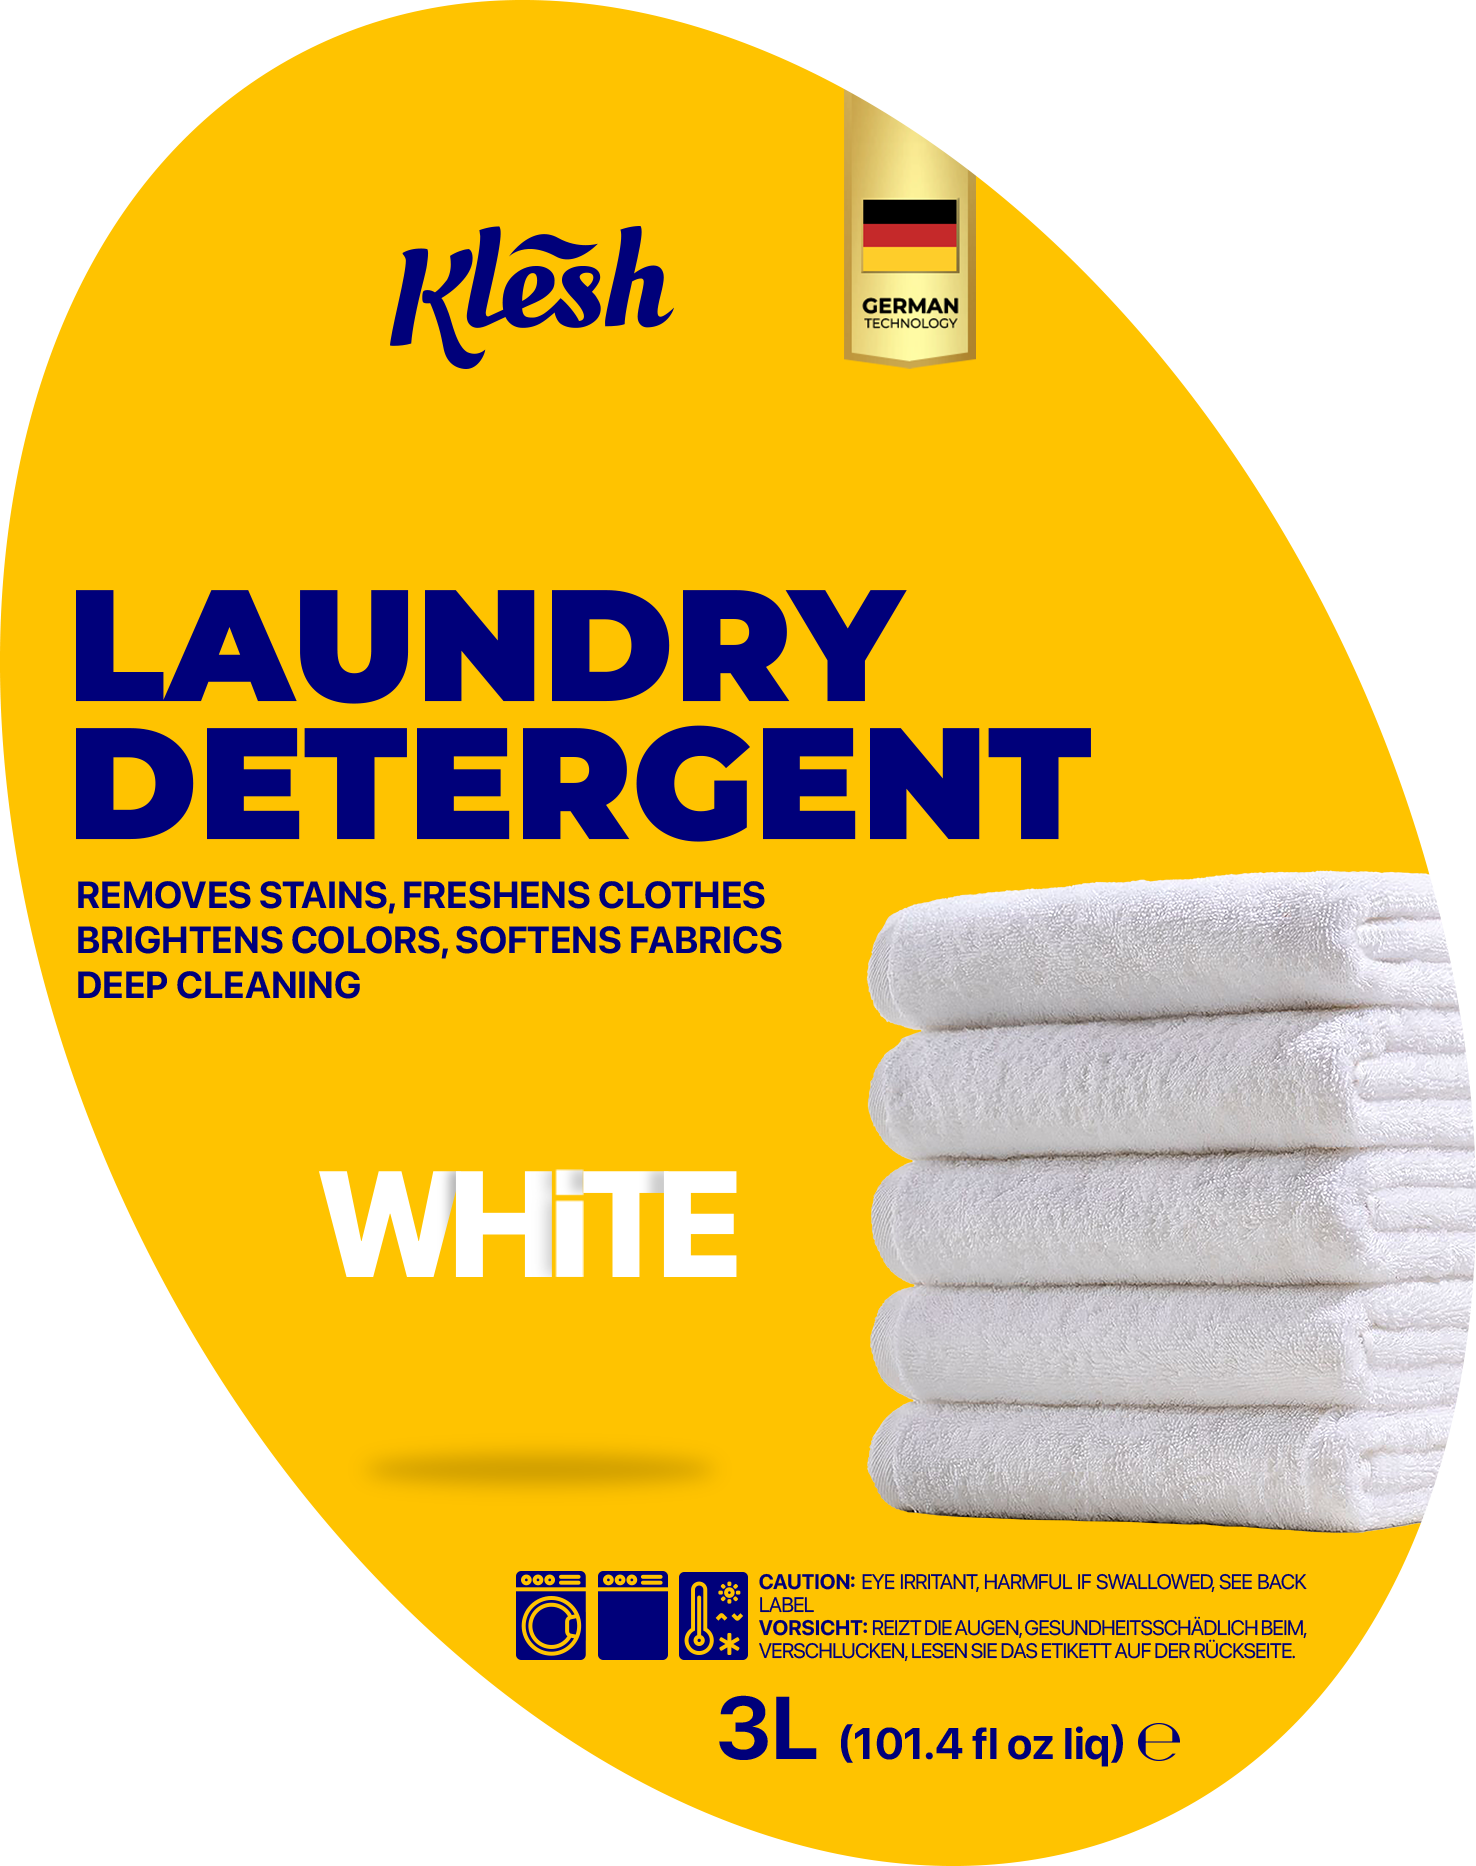 Klesh
GERMAN
TECHNOLOGY
LAUNDRY
DETERGENT
REMOVES STAINS, FRESHENS CLOTHES
BRIGHTENS COLORS, SOFTENS FABRICS
DEEP CLEANING
WHiTE
CAUTION: EYE IRRITANT, HARMFUL IF SWALLOWED, SEE BACK
LABEL
VORSICHT: REIZT DIE AUGEN, GESUNDHEITSSCHÄDLICH BEIM,
VERSCHLUCKEN, LESEN SIE DAS ETIKETT AUF DER RÜCKSEITE.
3L (101.4 fl oz liq) ℮